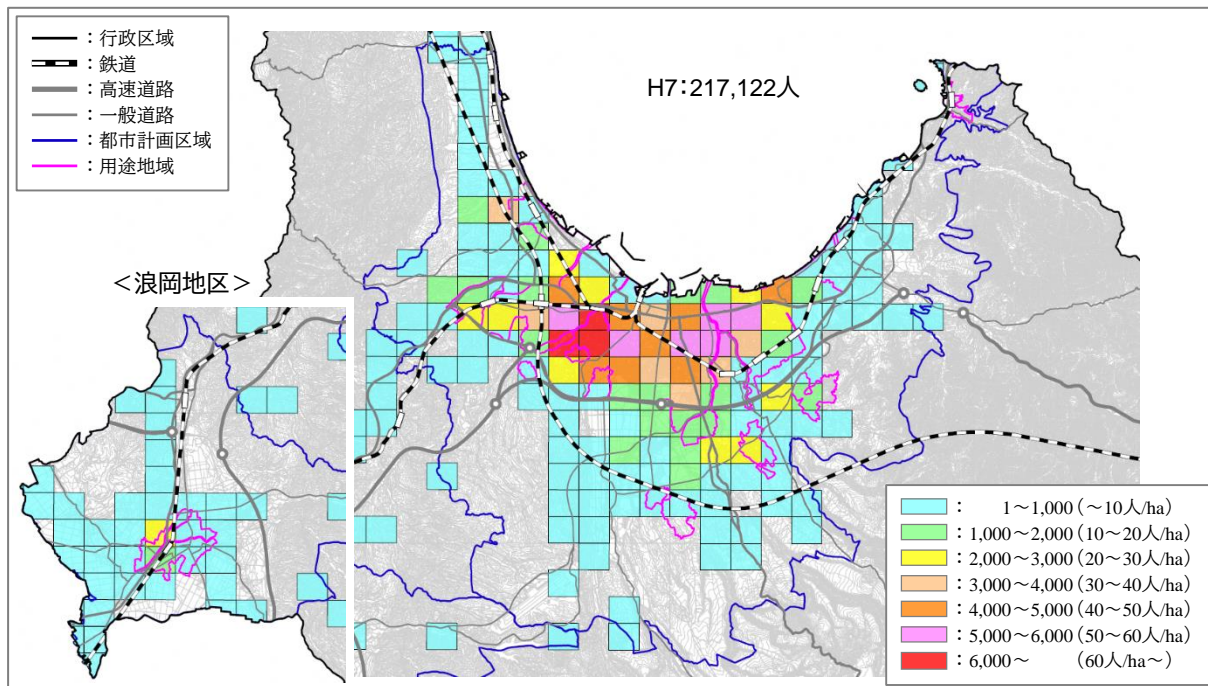 ：行政区域
：鉄道
：高速道路
：一般道路
：都市計画区域
：用途地域
H7：217,122人
＜浪岡地区＞
： 1～1,000（～10人/ha）
：1,000～2,000（10～20人/ha）
：2,000～3,000（20～30人/ha）
：3,000～4,000（30～40人/ha）
：4,000～5,000（40～50人/ha）
：5,000～6,000（50～60人/ha）
：6,000～ （60人/ha～）